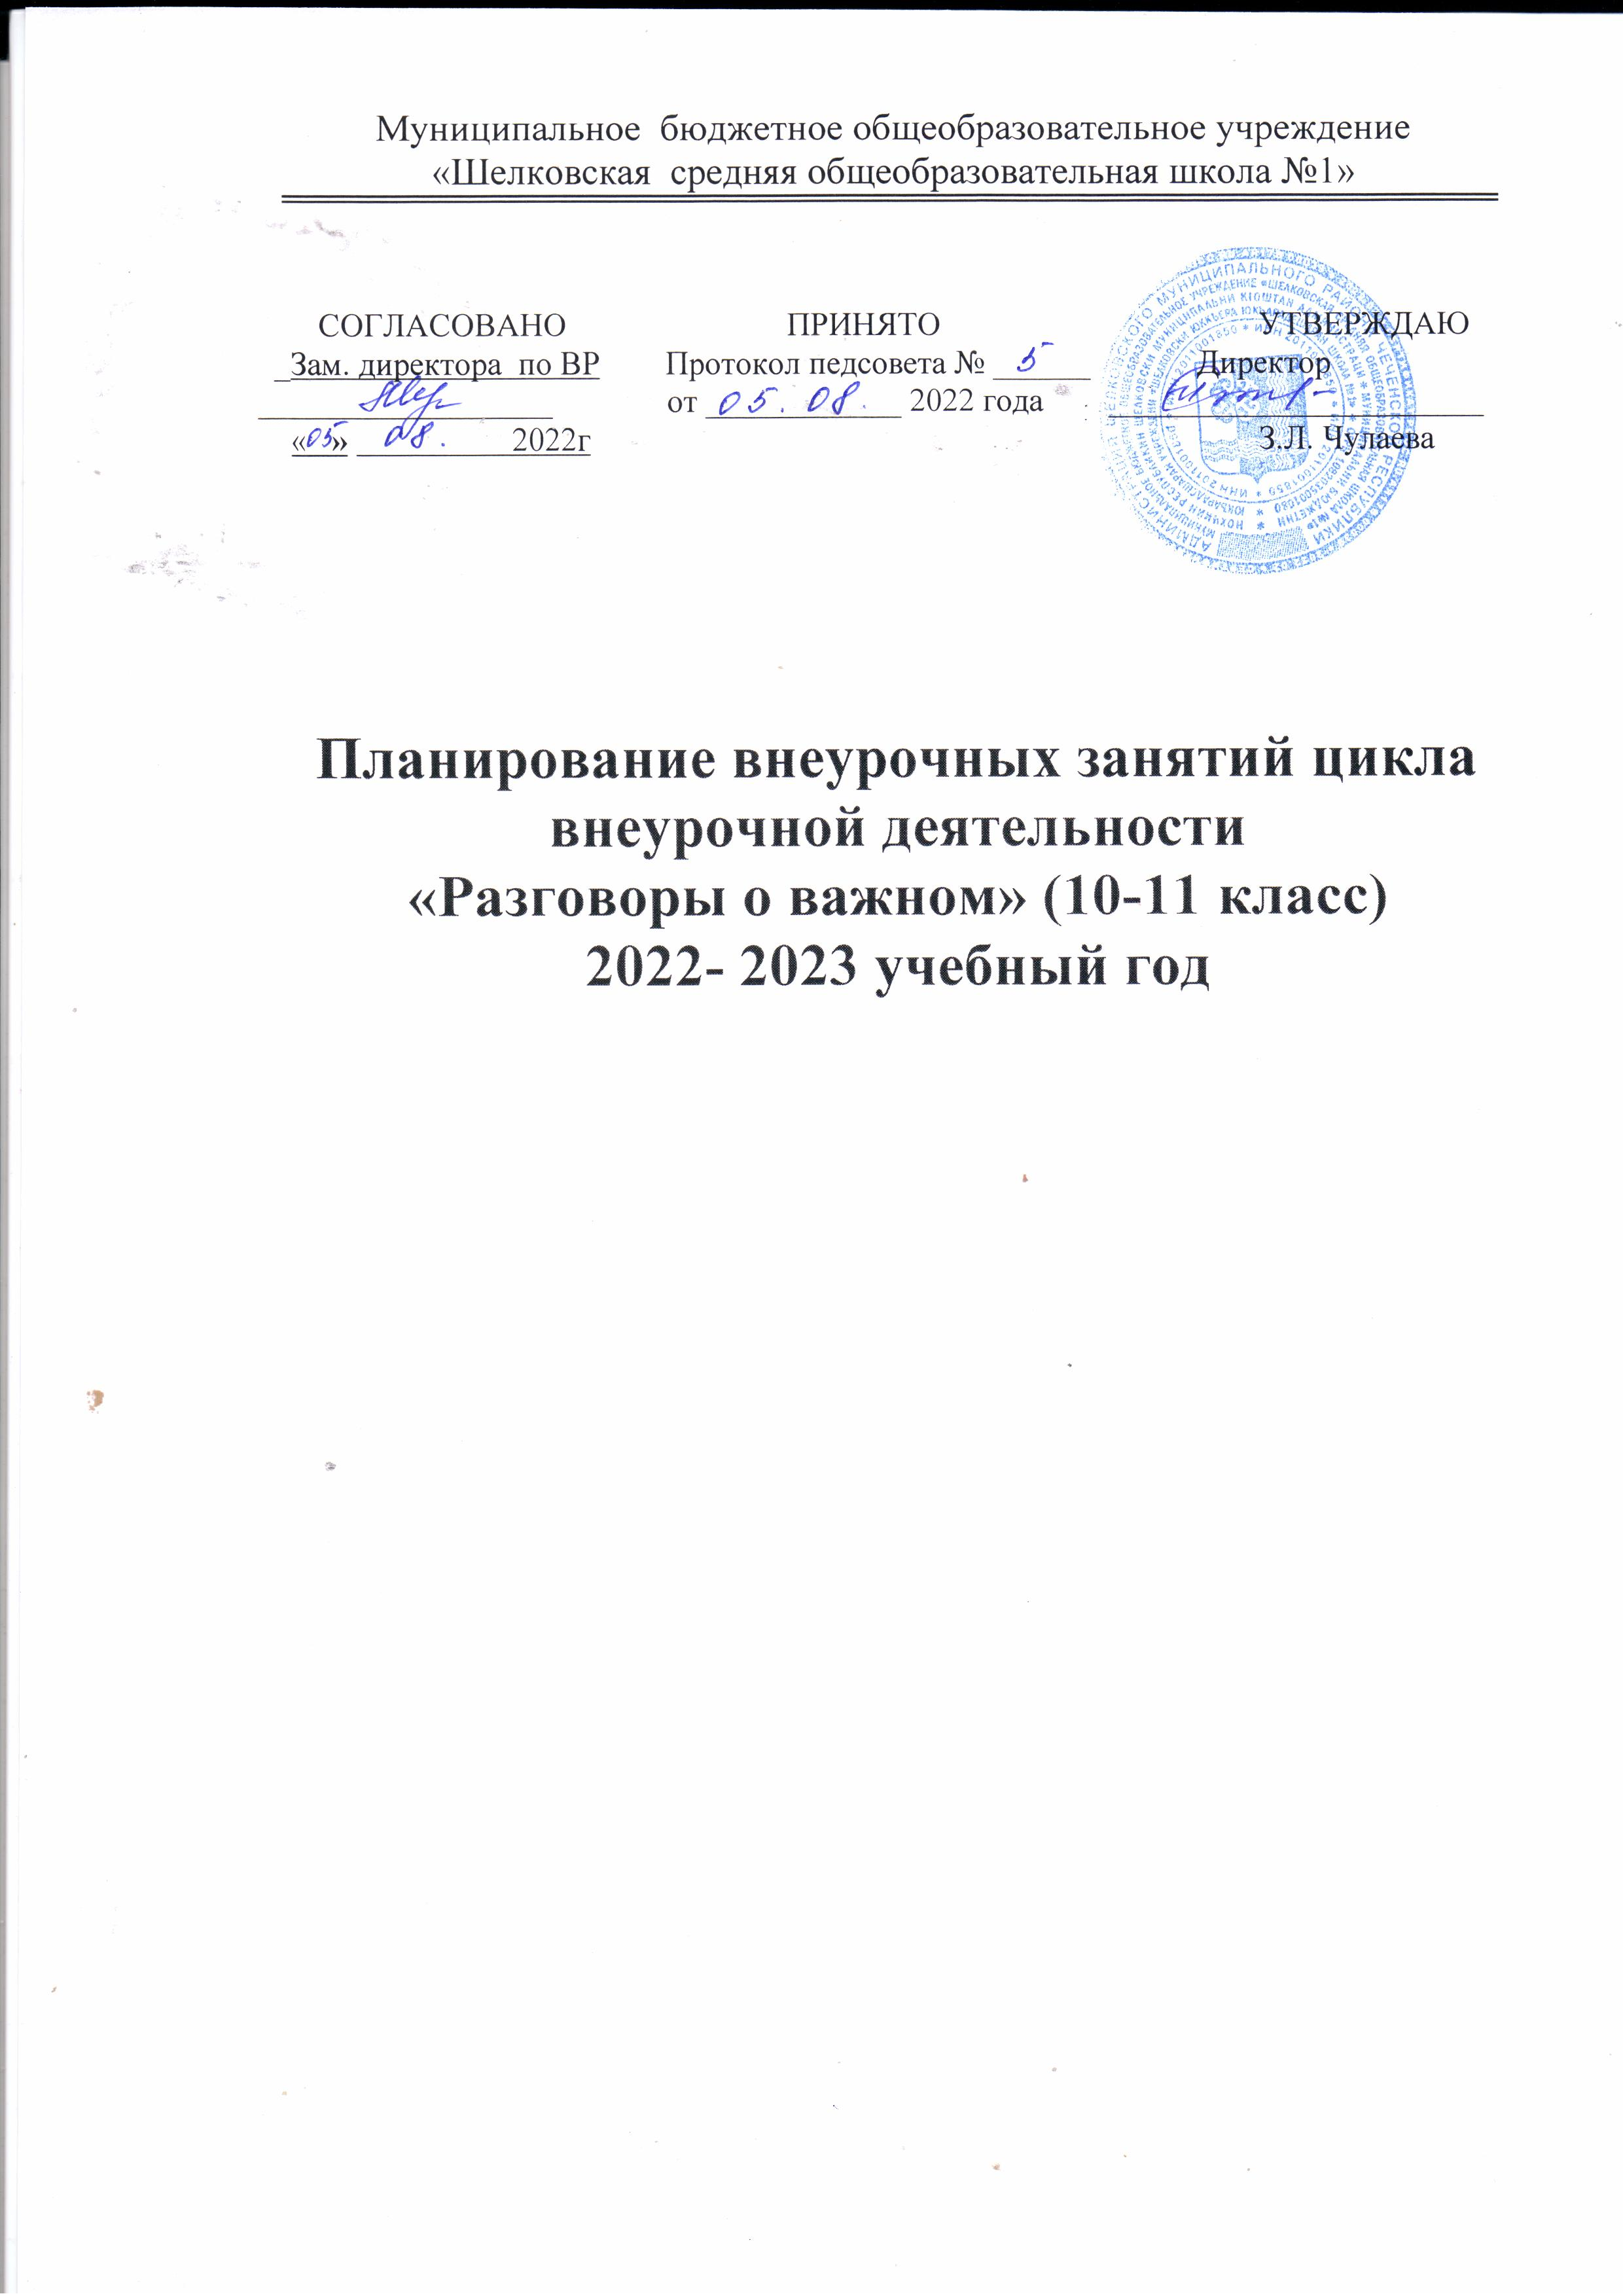 Муниципальное бюджетное общеобразовательное учреждение
«Шелковская средняя общеобразовательная школа №1»
СОГЛАСОВАНО
Зам. директора по ВР
«05» 08. 2022г
ПРИНЯТО
Протокол педсовета № 5
от 05. 08. 2022 года
УТВЕРЖДАЮ
Директор
З.Л. Чулаева
Планирование внеурочных занятий цикла
внеурочной деятельности
«Разговоры о важном» (10-11 класс)
2022- 2023 учебный год